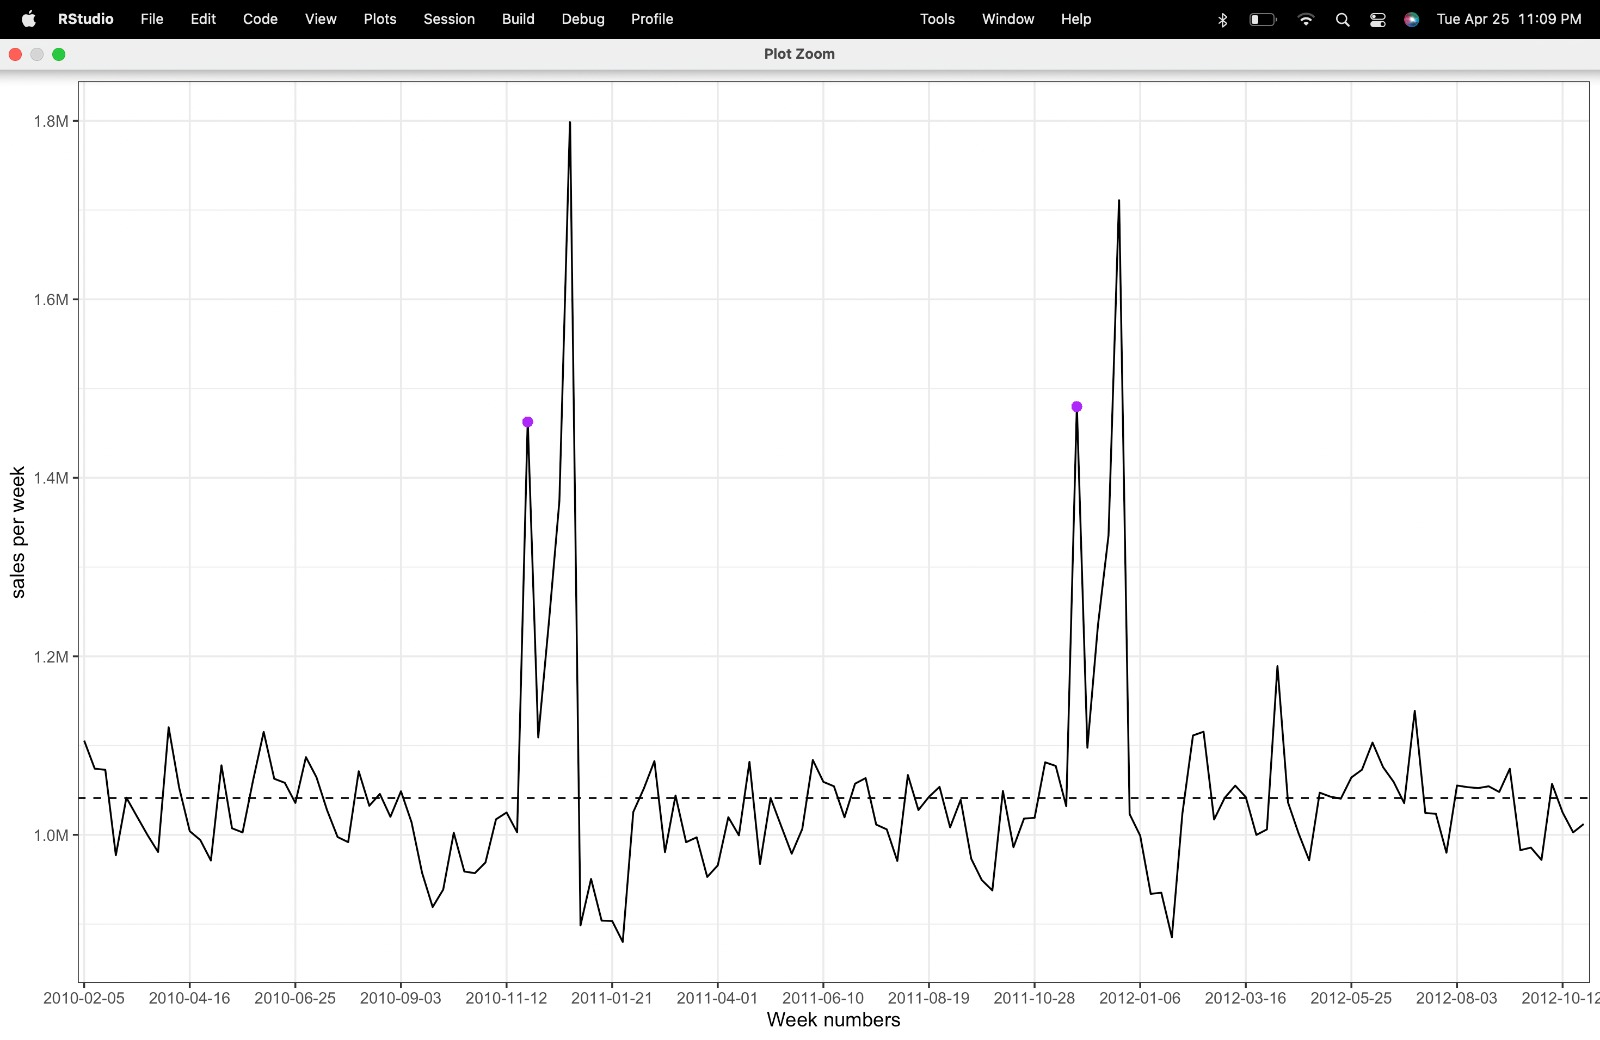 RStudio File Edit Code View Plots Session Build Debug Profile Tools Window Help Tue Apr 25 11:09 PM
Plot Zoom
1.8M
1.6M
1.4M
1.2M
1.0M
sales per week
2010-02-05 2010-04-16 2010-06-25 2010-09-03 2010-11-12 2011-01-21 2011-04-01 2011-06-10 2011-08-19 2011-10-28 2012-01-06 2012-03-16 2012-05-25 2012-08-03 2012-10-12
Week numbers